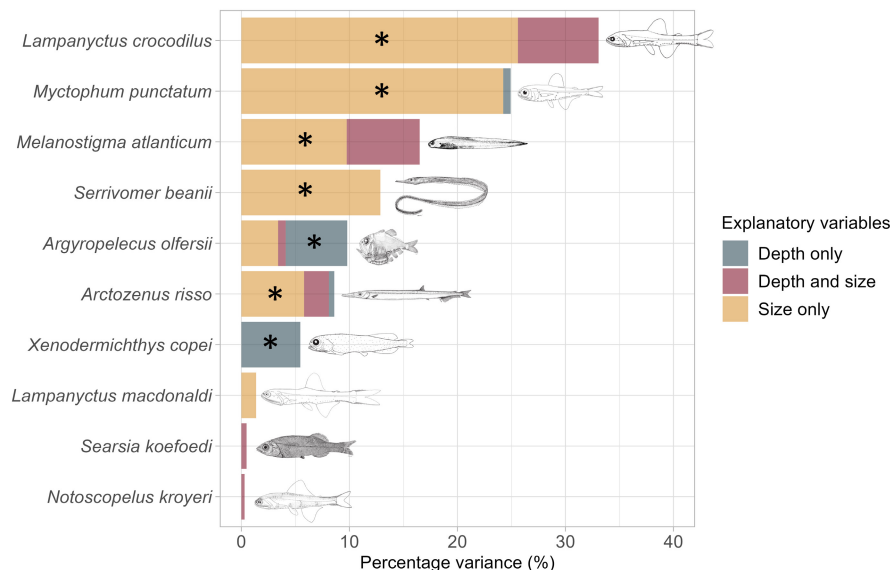 Lampanyctus crocodilus
*
Myctophum punctatum
*
Melanostigma atlanticum
*
Serrivomer beanii
*
Argyropelecus olfersii
*
Arctozenus risso
*
Xenodermichthys copei
*
Lampanyctus macdonaldi
Searsia koefoedi
Notoscopelus kroyeri
0 10 20 30 40
Percentage variance (%)
Explanatory variables
Depth only
Depth and size
Size only